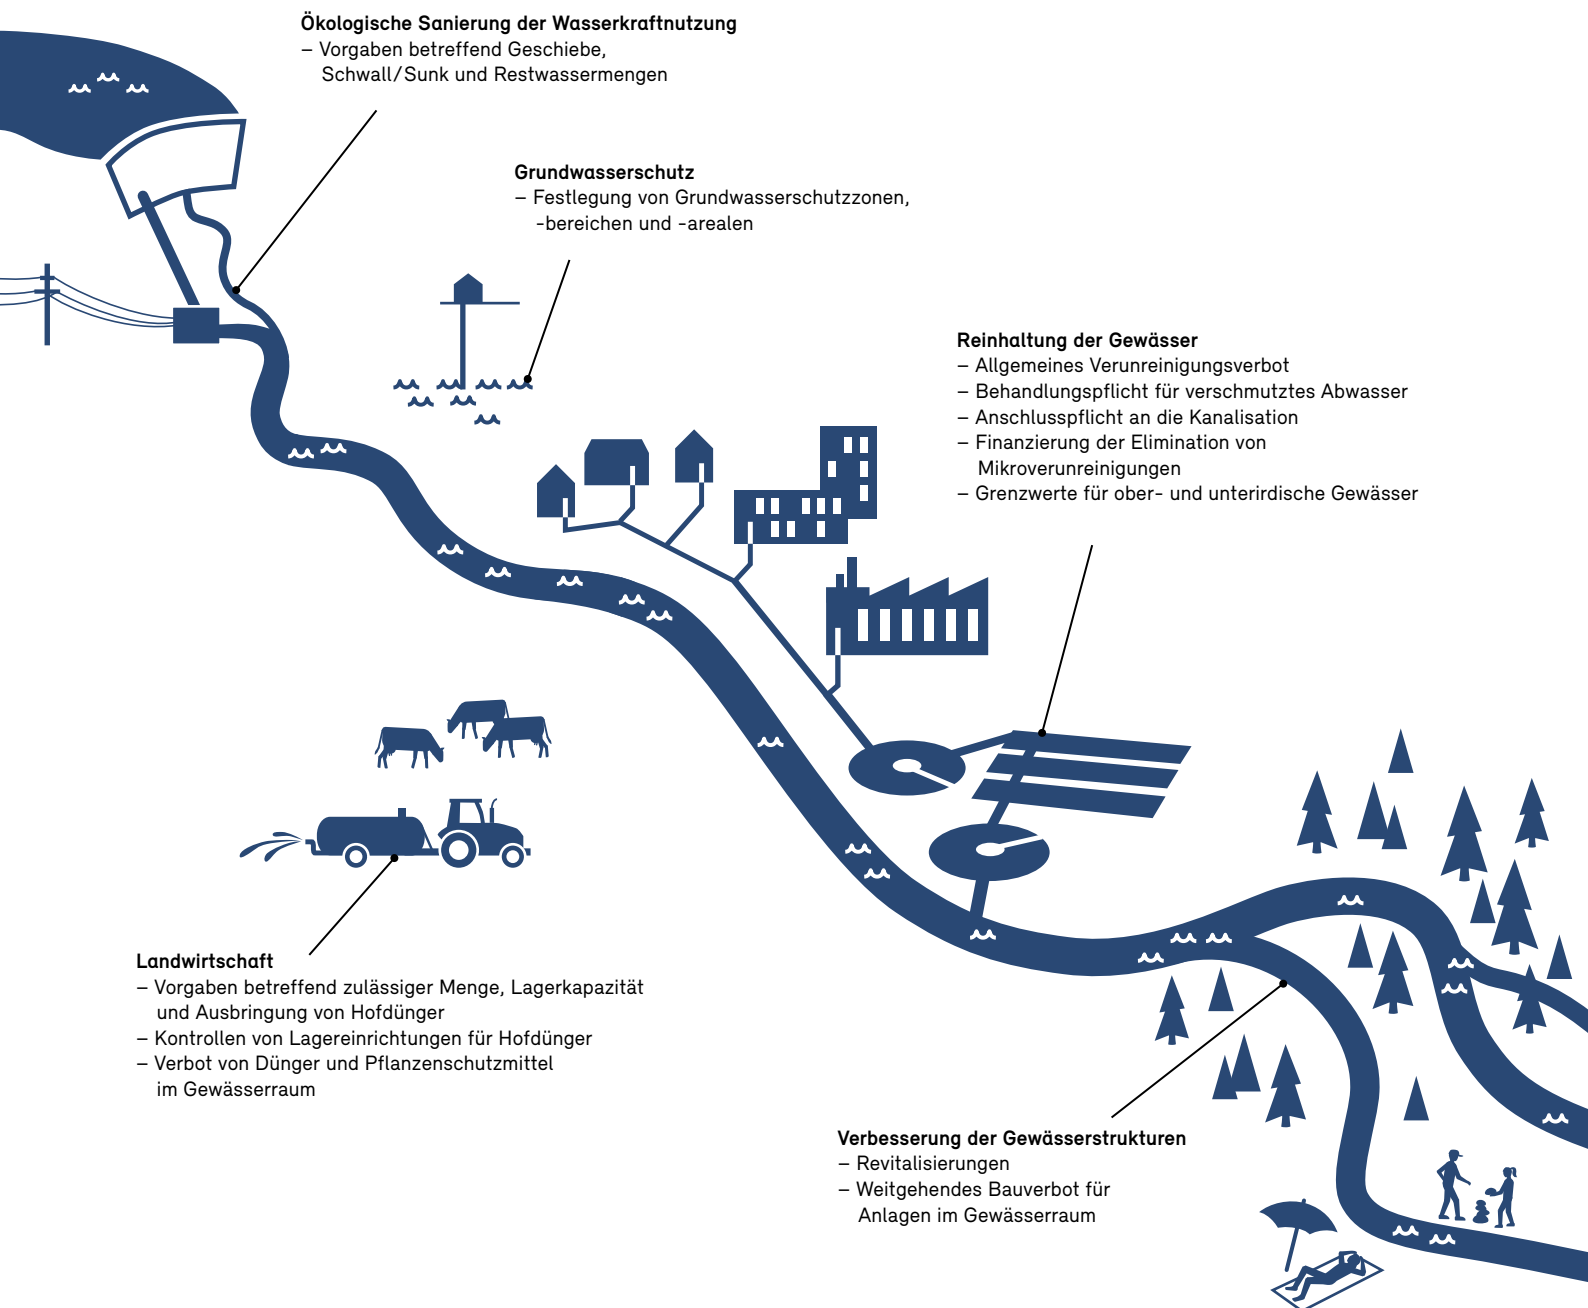 Ökologische Sanierung der Wasserkraftnutzung
– Vorgaben betreffend Geschiebe,
Schwall/Sunk und Restwassermengen
Grundwasserschutz
– Festlegung von Grundwasserschutzzonen,
-bereichen und -arealen
Reinhaltung der Gewässer
– Allgemeines Verunreinigungsverbot
– Behandlungspflicht für verschmutztes Abwasser
– Anschlusspflicht an die Kanalisation
– Finanzierung der Elimination von
Mikroverunreinigungen
– Grenzwerte für ober- und unterirdische Gewässer
Landwirtschaft
– Vorgaben betreffend zulässiger Menge, Lagerkapazität
und Ausbringung von Hofdünger
– Kontrollen von Lagereinrichtungen für Hofdünger
– Verbot von Dünger und Pflanzenschutzmittel
im Gewässerraum
Verbesserung der Gewässerstrukturen
– Revitalisierungen
– Weitgehendes Bauverbot für
Anlagen im Gewässerraum